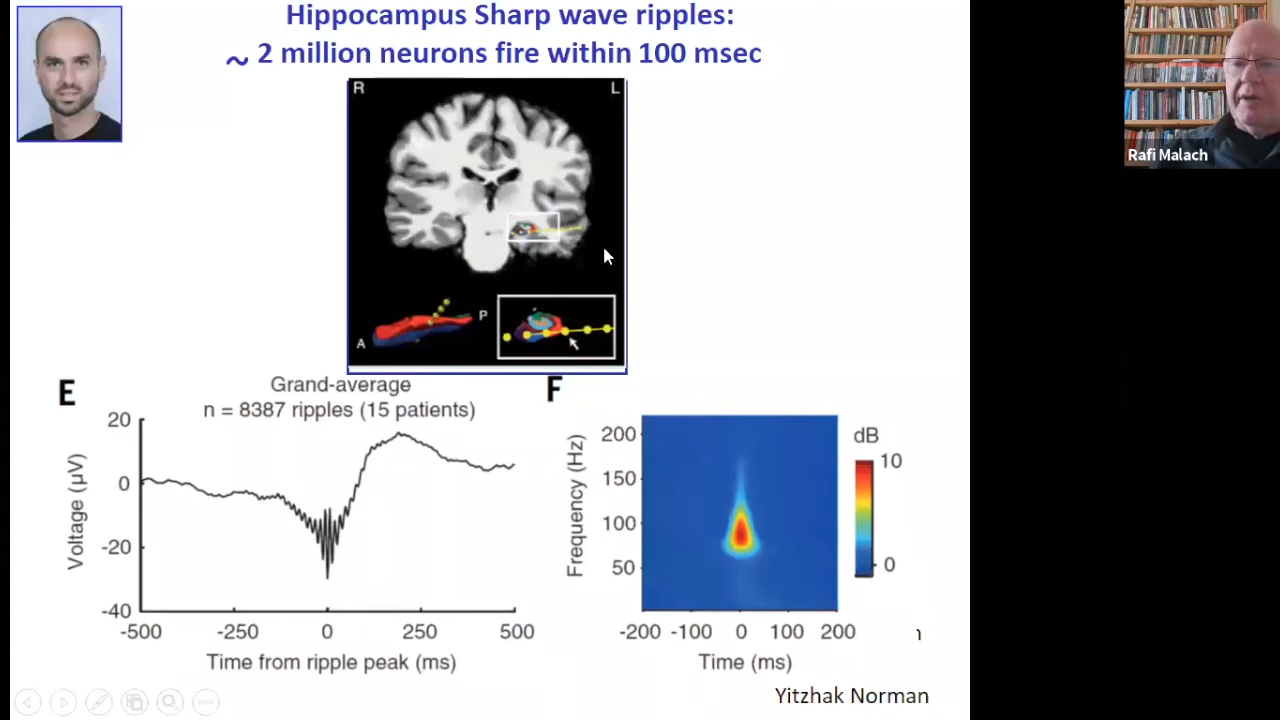 Hippocampus Sharp wave ripples:
~ 2 million neurons fire within 100 msec
Rafi Malach
R
L
A
P
E
Grand-average
n = 8387 ripples (15 patients)
Voltage (µV)
20
0
-20
-40
-500
-250
0
250
500
Time from ripple peak (ms)
F
Frequency (Hz)
200
150
100
50
-200 -100 0 100 200
Time (ms)
dB
10
0
Yitzhak Norman